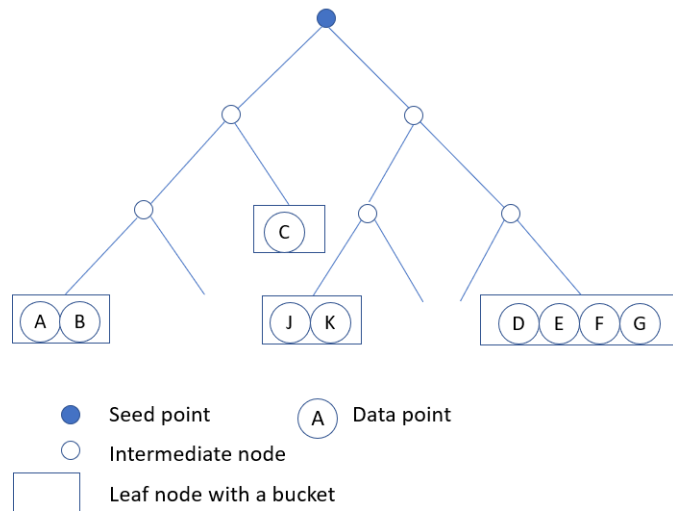 C
A B
J K
D E F G
Seed point
A Data point
Intermediate node
Leaf node with a bucket